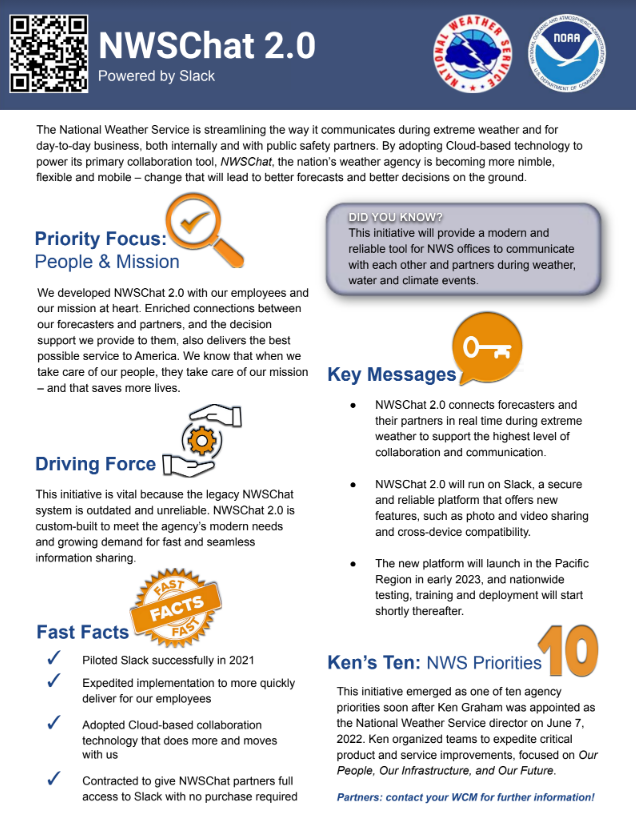 NWSChat 2.0
Powered by Slack
NATIONAL WEATHER SERVICE
NATIONAL OCEANIC AND ATMOSPHERIC ADMINISTRATION
NOAA
U.S. DEPARTMENT OF COMMERCE
The National Weather Service is streamlining the way it communicates during extreme weather and for
day-to-day business, both internally and with public safety partners. By adopting Cloud-based technology to
power its primary collaboration tool, NWSChat, the nation’s weather agency is becoming more nimble,
flexible and mobile – change that will lead to better forecasts and better decisions on the ground.
Priority Focus:
People & Mission
We developed NWSChat 2.0 with our employees and
our mission at heart. Enriched connections between
our forecasters and partners, and the decision
support we provide to them, also delivers the best
possible service to America. We know that when we
take care of our people, they take care of our mission
– and that saves more lives.
Driving Force
This initiative is vital because the legacy NWSChat
system is outdated and unreliable. NWSChat 2.0 is
custom-built to meet the agency’s modern needs
and growing demand for fast and seamless
information sharing.
FAST
FACTS
FAST
Fast Facts
✓ Piloted Slack successfully in 2021
✓ Expedited implementation to more quickly
deliver for our employees
✓ Adopted Cloud-based collaboration
technology that does more and moves
with us
✓ Contracted to give NWSChat partners full
access to Slack with no purchase required
DID YOU KNOW?
This initiative will provide a modern and
reliable tool for NWS offices to communicate
with each other and partners during weather,
water and climate events.
Key Messages
● NWSChat 2.0 connects forecasters and
their partners in real time during extreme
weather to support the highest level of
collaboration and communication.
● NWSChat 2.0 will run on Slack, a secure
and reliable platform that offers new
features, such as photo and video sharing
and cross-device compatibility.
● The new platform will launch in the Pacific
Region in early 2023, and nationwide
testing, training and deployment will start
shortly thereafter.
Ken’s Ten: NWS Priorities 10
This initiative emerged as one of ten agency
priorities soon after Ken Graham was appointed as
the National Weather Service director on June 7,
2022. Ken organized teams to expedite critical
product and service improvements, focused on Our
People, Our Infrastructure, and Our Future.
Partners: contact your WCM for further information!